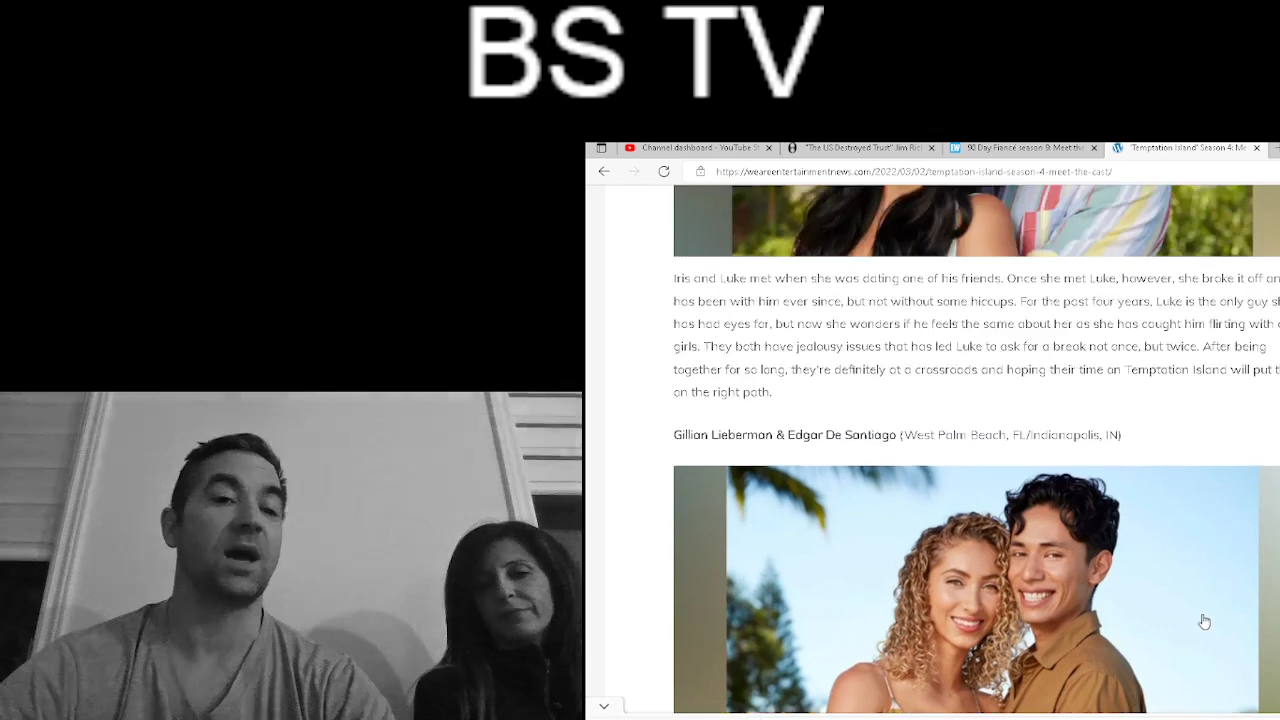 BS TV
Channel dashboard - YouTube St
"The US Destroyed Trust" Jim Ric
90 Day Fiancé season 9: Meet the
'Temptation Island' Season 4: Me
https://weareentertainmentnews.com/2022/03/02/temptation-island-season-4-meet-the-cast/
Iris and Luke met when she was dating one of his friends. Once she met Luke, however, she broke it off an
has been with him ever since, but not without some hiccups. For the past four years, Luke is the only guy sh
has had eyes for, but now she wonders if he feels the same about her as she has caught him flirting with
girls. They both have jealousy issues that has led Luke to ask for a break not once, but twice. After being
together for so long, they're definitely at a crossroads and hoping their time on Temptation Island will put t
on the right path.
Gillian Lieberman & Edgar De Santiago (West Palm Beach, FL/Indianapolis, IN)